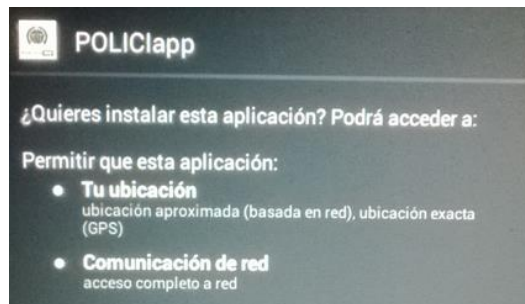 POLICIapp
¿Quieres instalar esta aplicación? Podrá acceder a:
Permitir que esta aplicación:
● Tu ubicación
ubicación aproximada (basada en red), ubicación exacta
(GPS)
● Comunicación de red
acceso completo a red